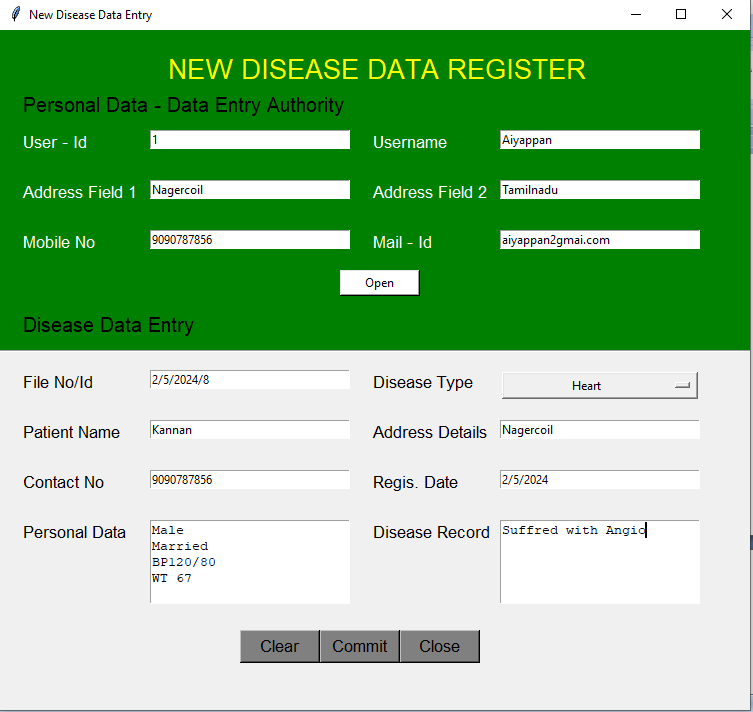 New Disease Data Entry
NEW DISEASE DATA REGISTER
Personal Data - Data Entry Authority
User - Id 1 Username Aiyappan
Address Field 1 Nagercoil Address Field 2 Tamilnadu
Mobile No 9090787856 Mail - Id aiyappan2gmai.com
Open
Disease Data Entry
File No/Id 2/5/2024/8 Disease Type Heart
Patient Name Kannan Address Details Nagercoil
Contact No 9090787856 Regis. Date 2/5/2024
Personal Data Male Disease Record Suffred with Angio
Married
BP120/80
WT 67
Clear Commit Close